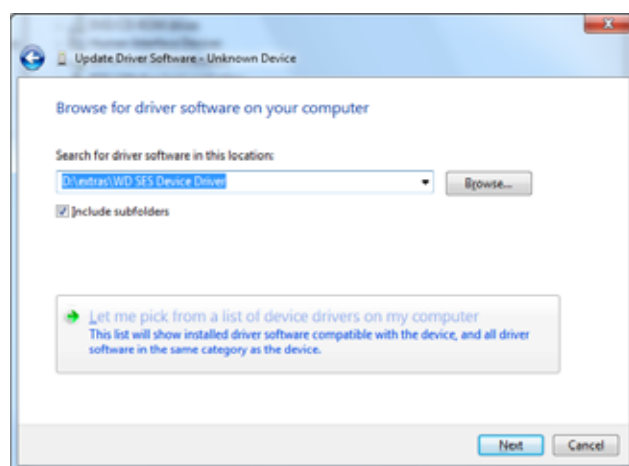 Update Driver Software - Unknown Device
Browse for driver software on your computer
Search for driver software in this location:
D:\extras\WD SES Device Driver
Browse...
Include subfolders
Let me pick from a list of device drivers on my computer
This list will show installed driver software compatible with the device, and all driver
software in the same category as the device.
Next
Cancel